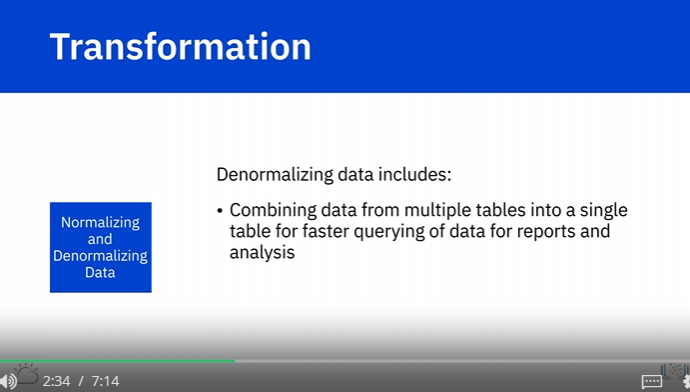 Transformation
Denormalizing data includes:
• Combining data from multiple tables into a single
table for faster querying of data for reports and
analysis
Normalizing
and
Denormalizing
Data
2:34 / 7:14